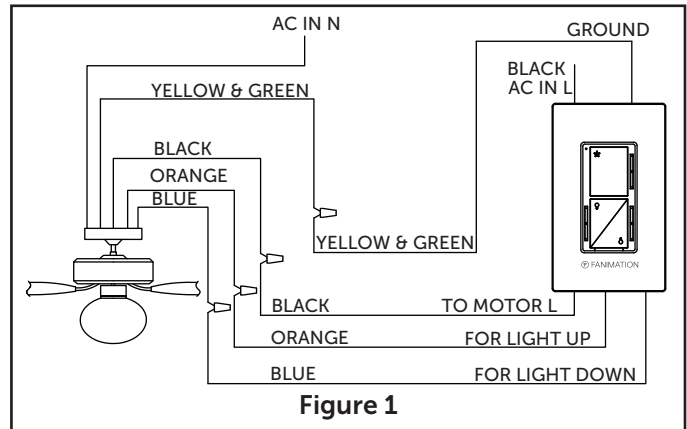 AC IN N
GROUND
BLACK
AC IN L
YELLOW & GREEN
BLACK
ORANGE
BLUE
YELLOW & GREEN
FANIMATION
BLACK TO MOTOR L
ORANGE FOR LIGHT UP
BLUE FOR LIGHT DOWN
Figure 1